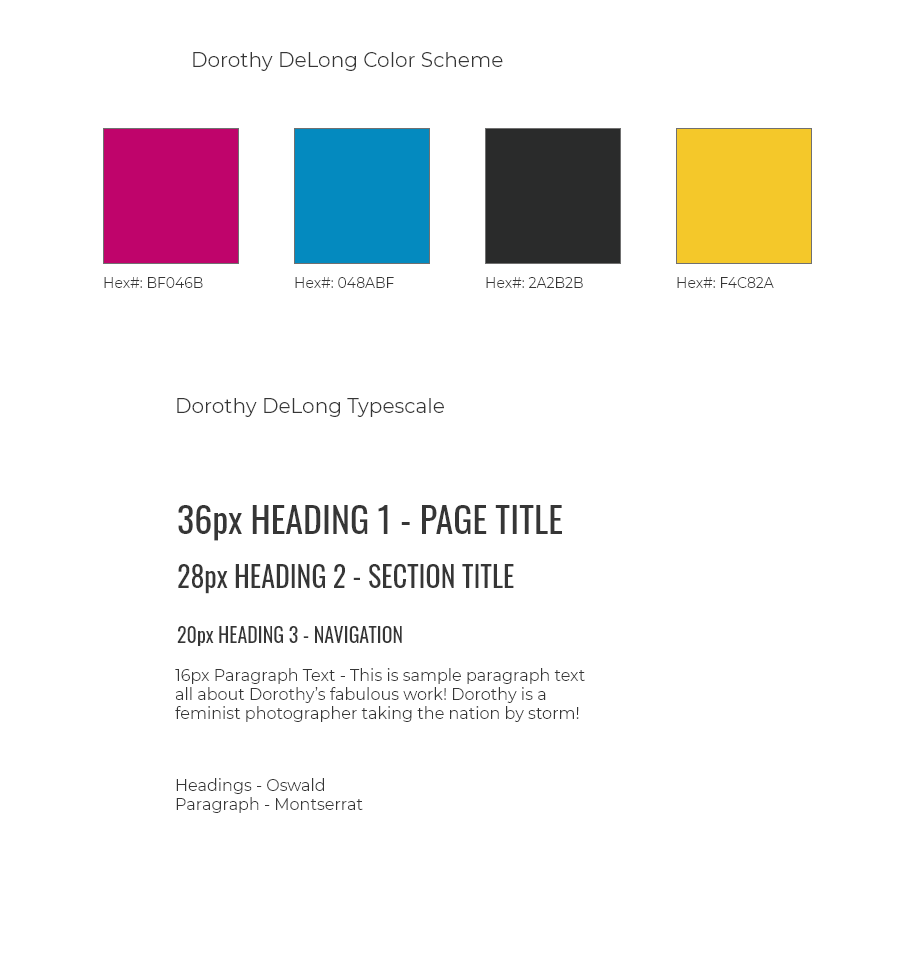 Dorothy DeLong Color Scheme
Hex#: BF046B
Hex#: 048ABF
Hex#: 2A2B2B
Hex#: F4C82A
Dorothy DeLong Typescale
36px HEADING 1 - PAGE TITLE
28px HEADING 2 - SECTION TITLE
20px HEADING 3 - NAVIGATION
16px Paragraph Text - This is sample paragraph text
all about Dorothy’s fabulous work! Dorothy is a
feminist photographer taking the nation by storm!
Headings - Oswald
Paragraph - Montserrat